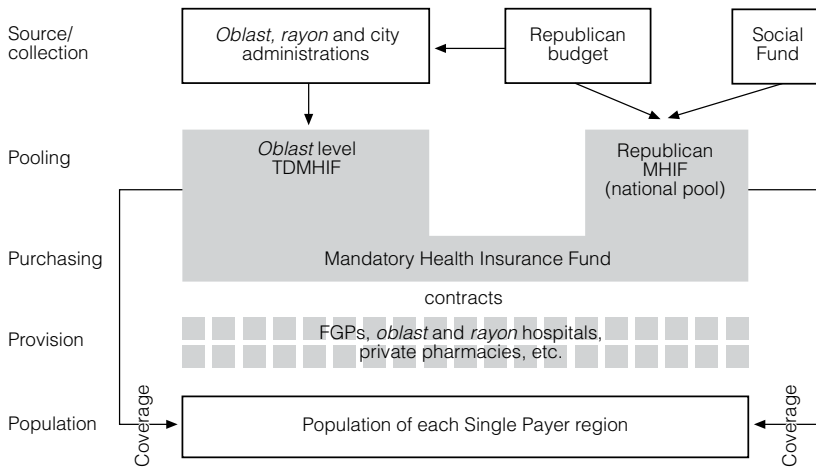 Source/
collection
Oblast, rayon and city
administrations
Republican
budget
Social
Fund
Pooling
Oblast level
TDMHIF
Republican
MHIF
(national pool)
Purchasing
Mandatory Health Insurance Fund
contracts
Provision
FGPs, oblast and rayon hospitals,
private pharmacies, etc.
Population
Coverage
Population of each Single Payer region
Coverage